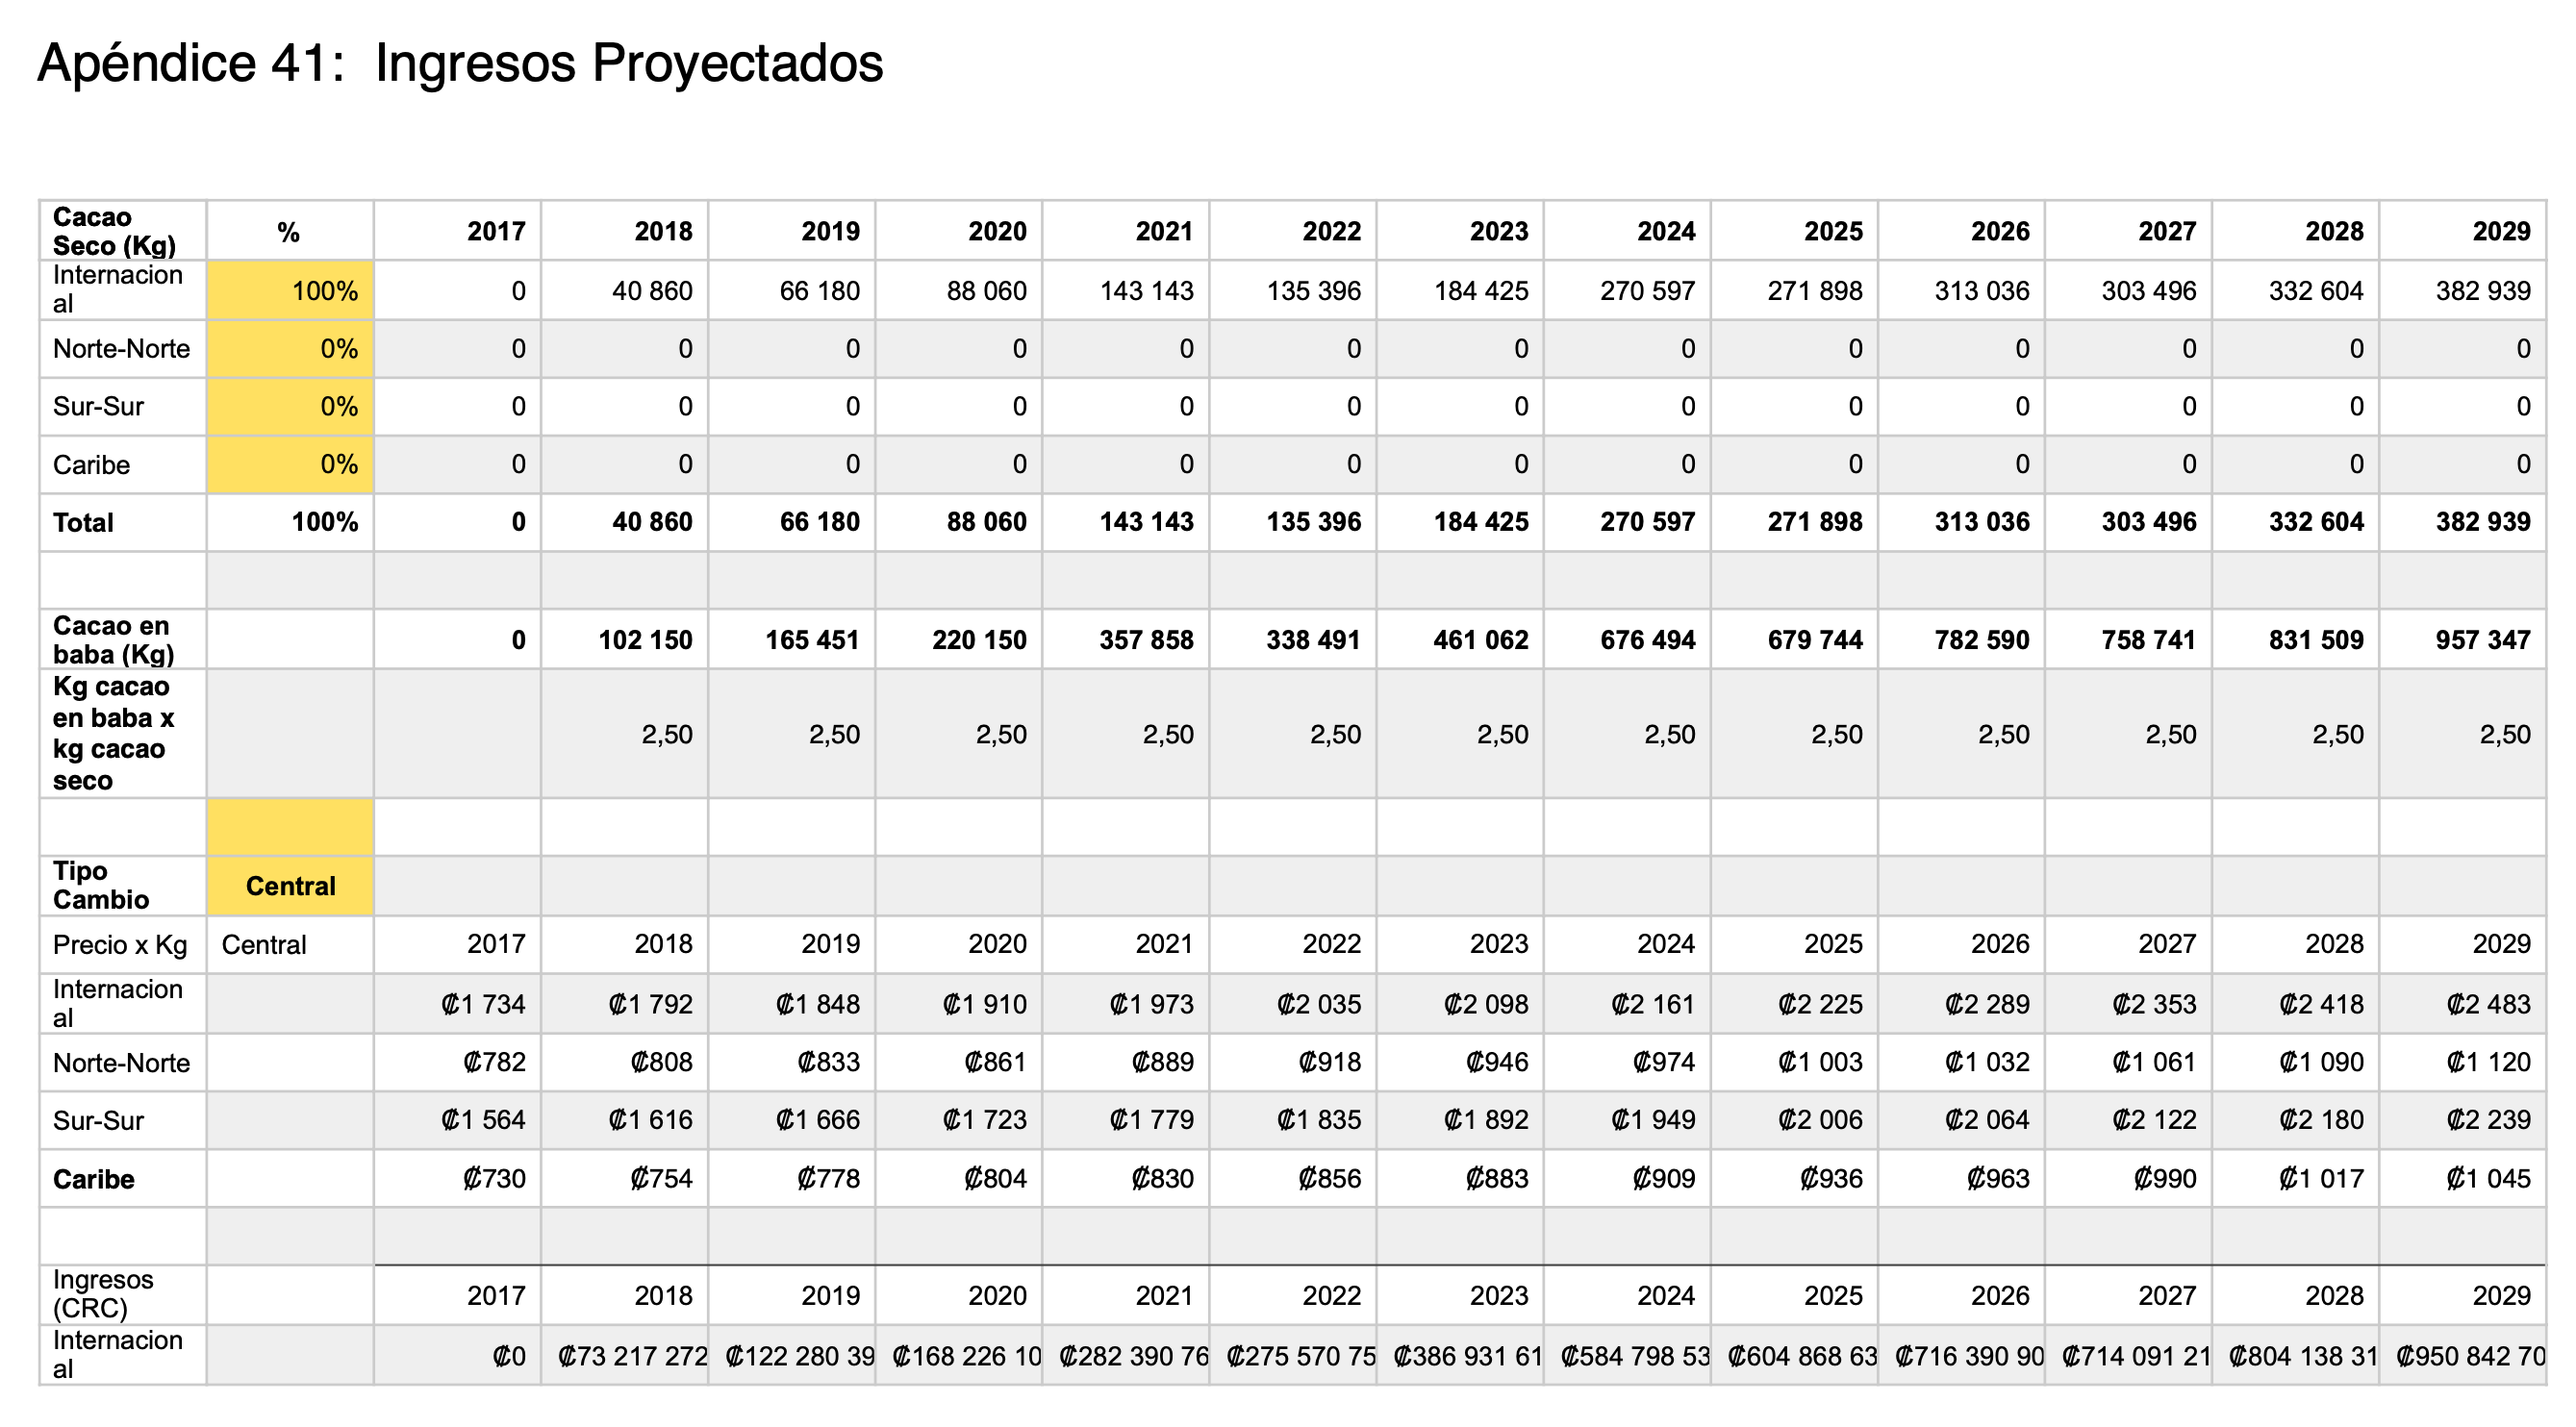 Apéndice 41: Ingresos Proyectados
Cacao Seco (Kg) % 2017 2018 2019 2020 2021 2022 2023 2024 2025 2026 2027 2028 2029
Internacional 100% 0 40 860 66 180 88 060 143 143 135 396 184 425 270 597 271 898 313 036 303 496 332 604 382 939
Norte-Norte 0% 0 0 0 0 0 0 0 0 0 0 0 0 0
Sur-Sur 0% 0 0 0 0 0 0 0 0 0 0 0 0 0
Caribe 0% 0 0 0 0 0 0 0 0 0 0 0 0 0
Total 100% 0 40 860 66 180 88 060 143 143 135 396 184 425 270 597 271 898 313 036 303 496 332 604 382 939
Cacao en baba (Kg) 0 102 150 165 451 220 150 357 858 338 491 461 062 676 494 679 744 782 590 758 741 831 509 957 347
Kg cacao en baba x kg cacao seco 2,50 2,50 2,50 2,50 2,50 2,50 2,50 2,50 2,50 2,50 2,50 2,50
Tipo Cambio Central
Precio x Kg Central 2017 2018 2019 2020 2021 2022 2023 2024 2025 2026 2027 2028 2029
Internacional ₡1 734 ₡1 792 ₡1 848 ₡1 910 ₡1 973 ₡2 035 ₡2 098 ₡2 161 ₡2 225 ₡2 289 ₡2 353 ₡2 418 ₡2 483
Norte-Norte ₡782 ₡808 ₡833 ₡861 ₡889 ₡918 ₡946 ₡974 ₡1 003 ₡1 032 ₡1 061 ₡1 090 ₡1 120
Sur-Sur ₡1 564 ₡1 616 ₡1 666 ₡1 723 ₡1 779 ₡1 835 ₡1 892 ₡1 949 ₡2 006 ₡2 064 ₡2 122 ₡2 180 ₡2 239
Caribe ₡730 ₡754 ₡778 ₡804 ₡830 ₡856 ₡883 ₡909 ₡936 ₡963 ₡990 ₡1 017 ₡1 045
Ingresos (CRC) 2017 2018 2019 2020 2021 2022 2023 2024 2025 2026 2027 2028 2029
Internacional ₡0 ₡73 217 272 ₡122 280 39 ₡168 226 10 ₡282 390 76 ₡275 570 75 ₡386 931 61 ₡584 798 53 ₡604 868 63 ₡716 390 90 ₡714 091 21 ₡804 138 31 ₡950 842 70